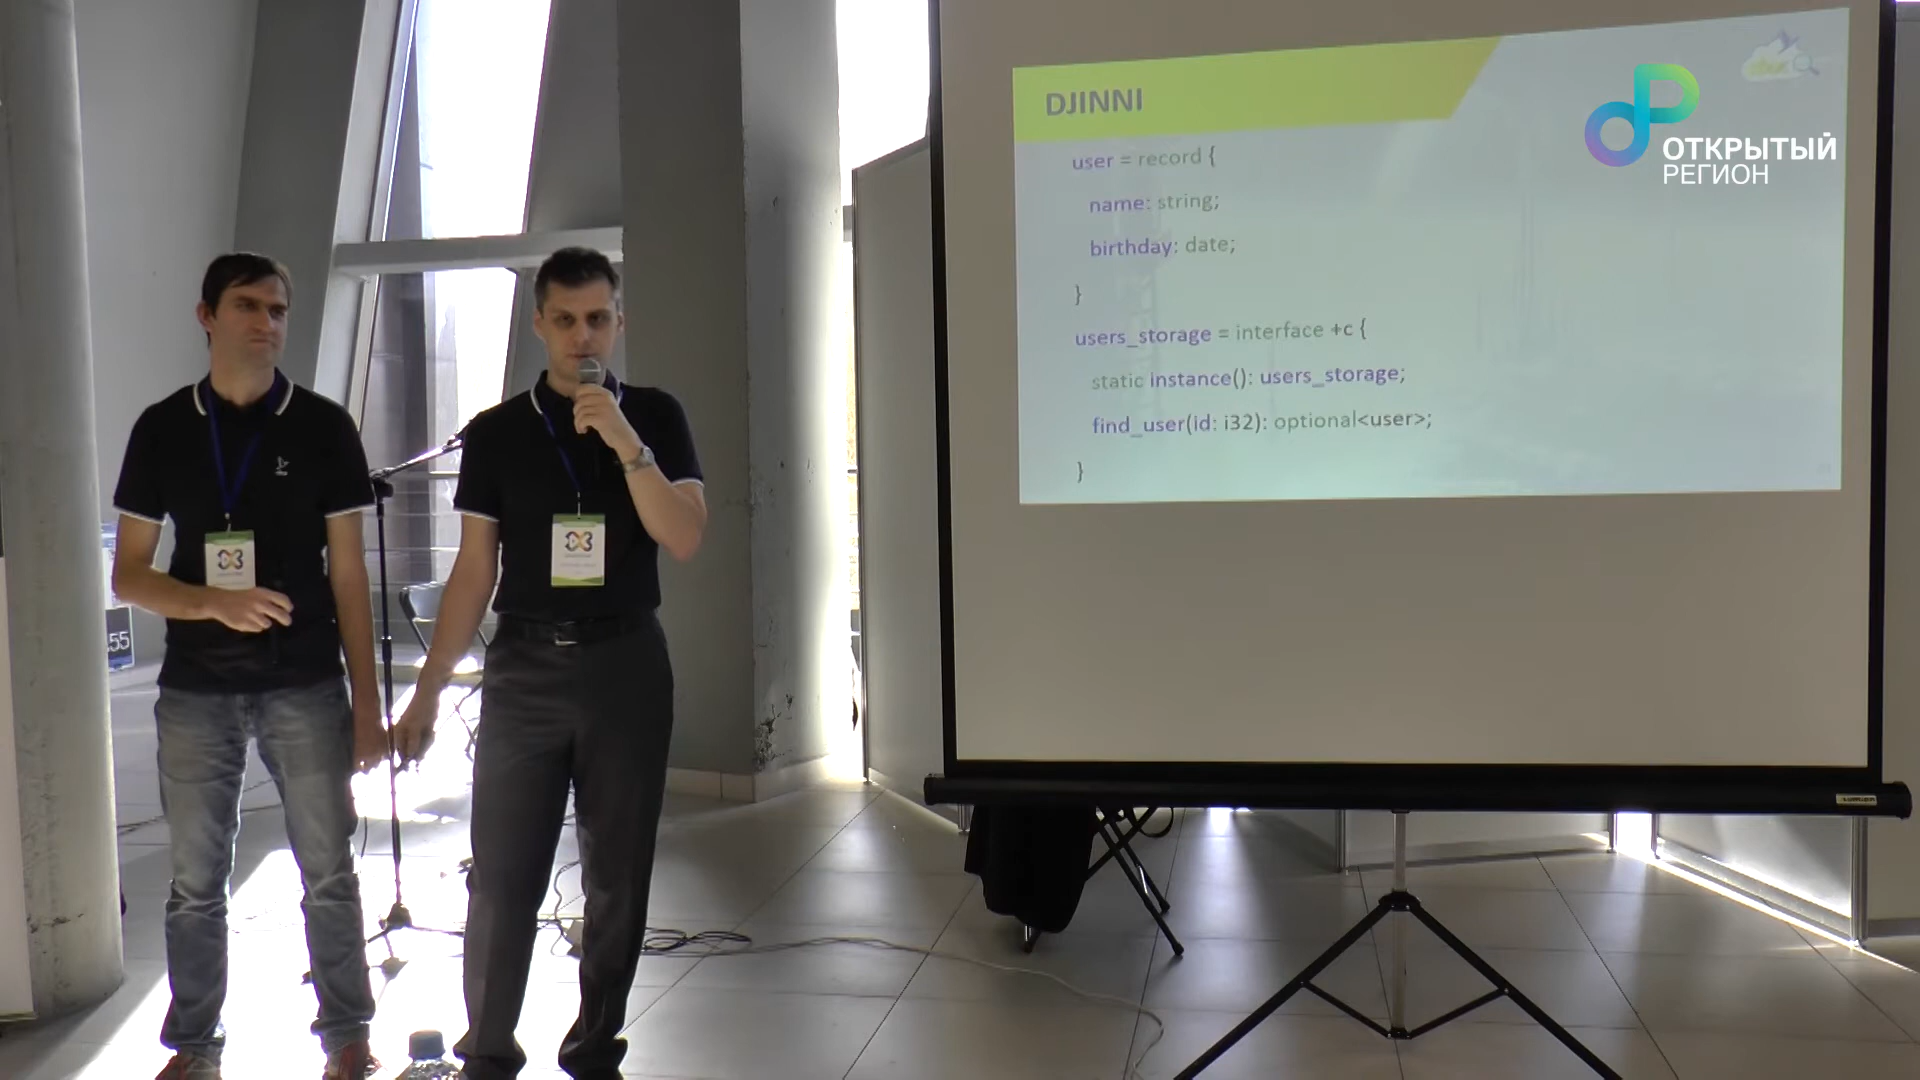 DJINNI
user = record {
name: string;
birthday: date;
}
users_storage = interface +c {
static instance(): users_storage;
find_user(id: i32): optional<user>;
}
ОТКРЫТЫЙ
РЕГИОН
55